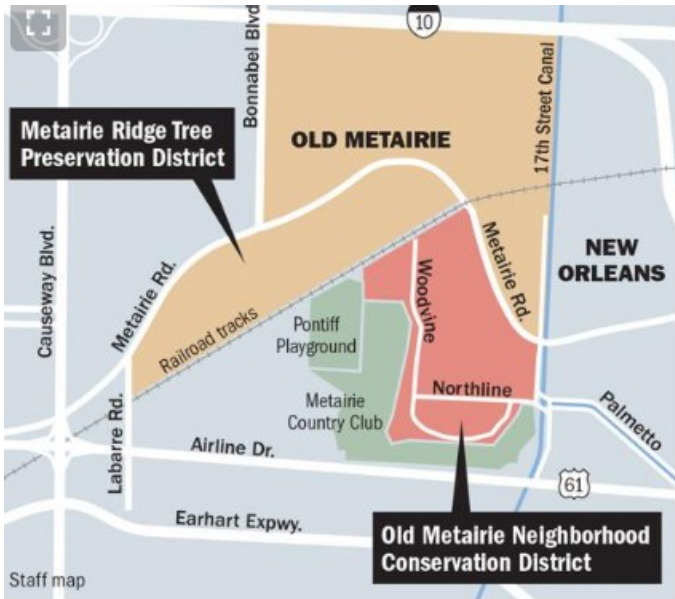 10
Bonnabel Blvd
17th Street Canal
Metairie Ridge Tree
Preservation District
OLD METAIRIE
Causeway Blvd.
Metairie Rd.
Metairie Rd.
NEW
ORLEANS
Woodvine
Railroad tracks
Pontiff
Playground
Northline
Metairie
Country Club
Palmetto
Labarre Rd.
Airline Dr.
61
Earhart Expwy.
Old Metairie Neighborhood
Conservation District
Staff map